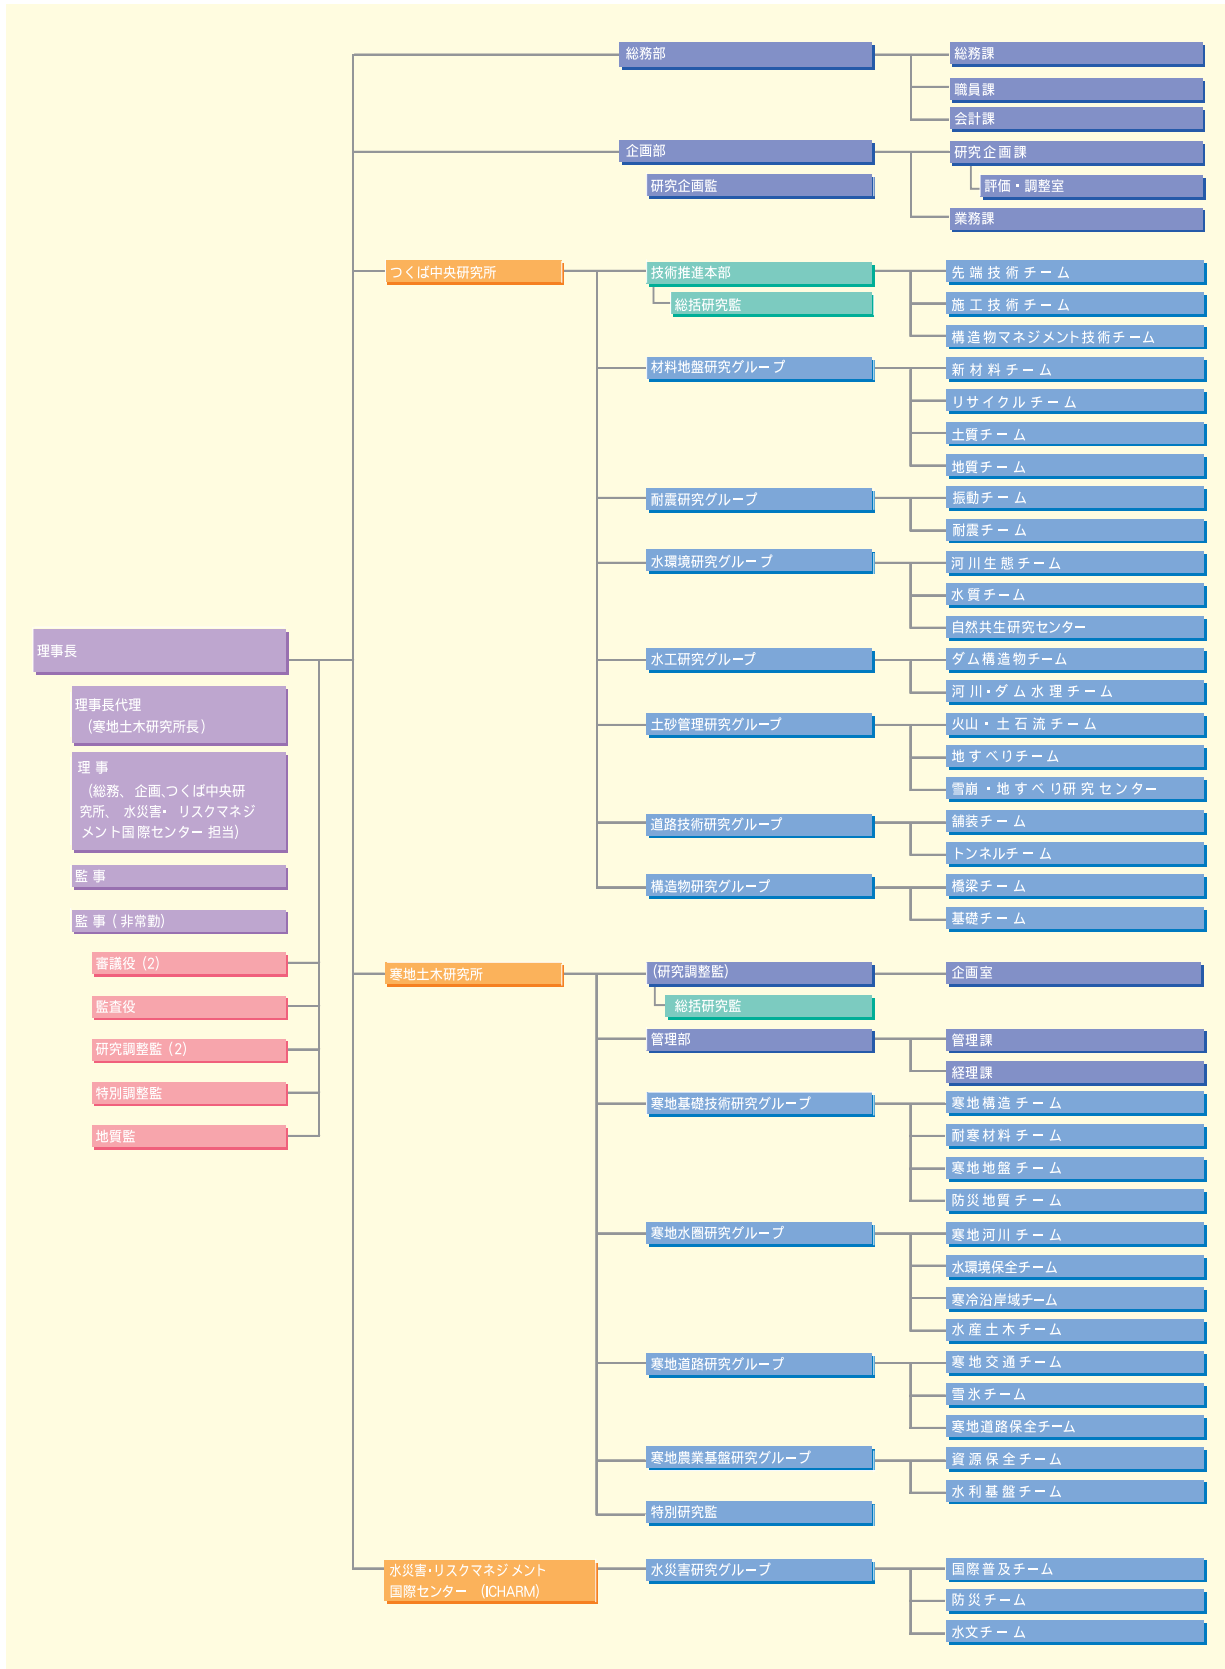 総務部
総務課
職員課
会計課
企画部
研究企画監
研究企画課
評価・調整室
業務課
つくば中央研究所
技術推進本部
総括研究監
先端技術チーム
施工技術チーム
構造物マネジメント技術チーム
材料地盤研究グループ
新材料チーム
リサイクルチーム
土質チーム
地質チーム
耐震研究グループ
振動チーム
耐震チーム
水環境研究グループ
河川生態チーム
水質チーム
自然共生研究センター
水工研究グループ
ダム構造物チーム
河川・ダム水理チーム
土砂管理研究グループ
火山・土石流チーム
地すべりチーム
雪崩・地すべり研究センター
道路技術研究グループ
舗装チーム
トンネルチーム
構造物研究グループ
橋梁チーム
基礎チーム
理事長
理事長代理
（寒地土木研究所長）
理事
（総務、企画、つくば中央研
究所、水災害・リスクマネジ
メント国際センター担当）
監事
監事（非常勤）
審議役（2）
監査役
研究調整監（2）
特別調整監
地質監
寒地土木研究所
（研究調整監）
総括研究監
企画室
管理部
管理課
経理課
寒地基礎技術研究グループ
寒地構造チーム
耐寒材料チーム
寒地地盤チーム
防災地質チーム
寒地水圏研究グループ
寒地河川チーム
水環境保全チーム
寒冷沿岸域チーム
水産土木チーム
寒地道路研究グループ
寒地交通チーム
雪氷チーム
寒地道路保全チーム
寒地農業基盤研究グループ
資源保全チーム
水利基盤チーム
特別研究監
水災害・リスクマネジメント
国際センター（ICHARM）
水災害研究グループ
国際普及チーム
防災チーム
水文チーム